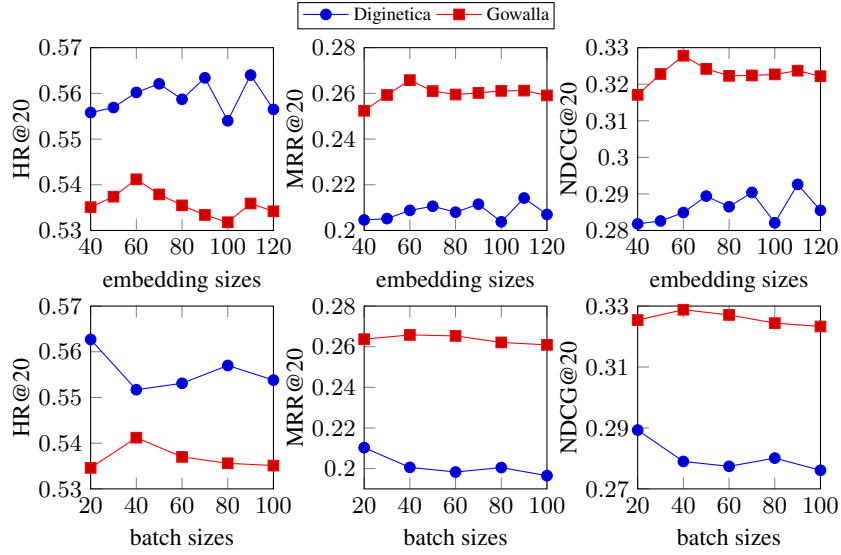 Diginetica Gowalla
0.57
0.56
0.55
0.54
0.53
HR@20
40 60 80 100 120
embedding sizes
0.28
0.26
0.24
0.22
0.2
MRR@20
40 60 80 100 120
embedding sizes
0.33
0.32
0.31
0.3
0.29
0.28
NDCG@20
40 60 80 100 120
embedding sizes
0.57
0.56
0.55
0.54
0.53
HR@20
20 40 60 80 100
batch sizes
0.28
0.26
0.24
0.22
0.2
MRR@20
20 40 60 80 100
batch sizes
0.33
0.31
0.29
0.27
NDCG@20
20 40 60 80 100
batch sizes